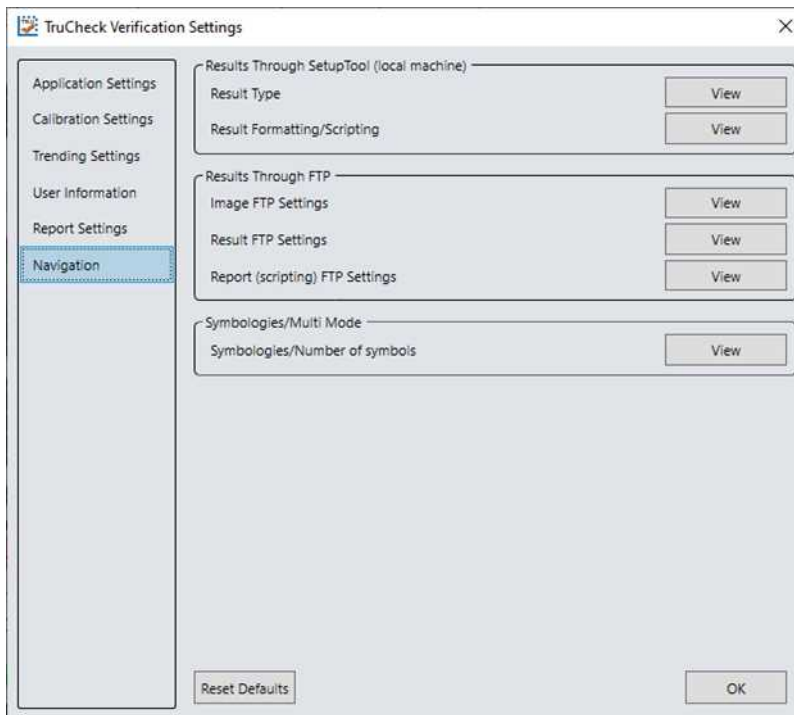 TruCheck Verification Settings
Application Settings
Calibration Settings
Trending Settings
User Information
Report Settings
Navigation
Results Through SetupTool (local machine)
Result Type View
Result Formatting/Scripting View
Results Through FTP
Image FTP Settings View
Result FTP Settings View
Report (scripting) FTP Settings View
Symbologies/Multi Mode
Symbologies/Number of symbols View
Reset Defaults OK